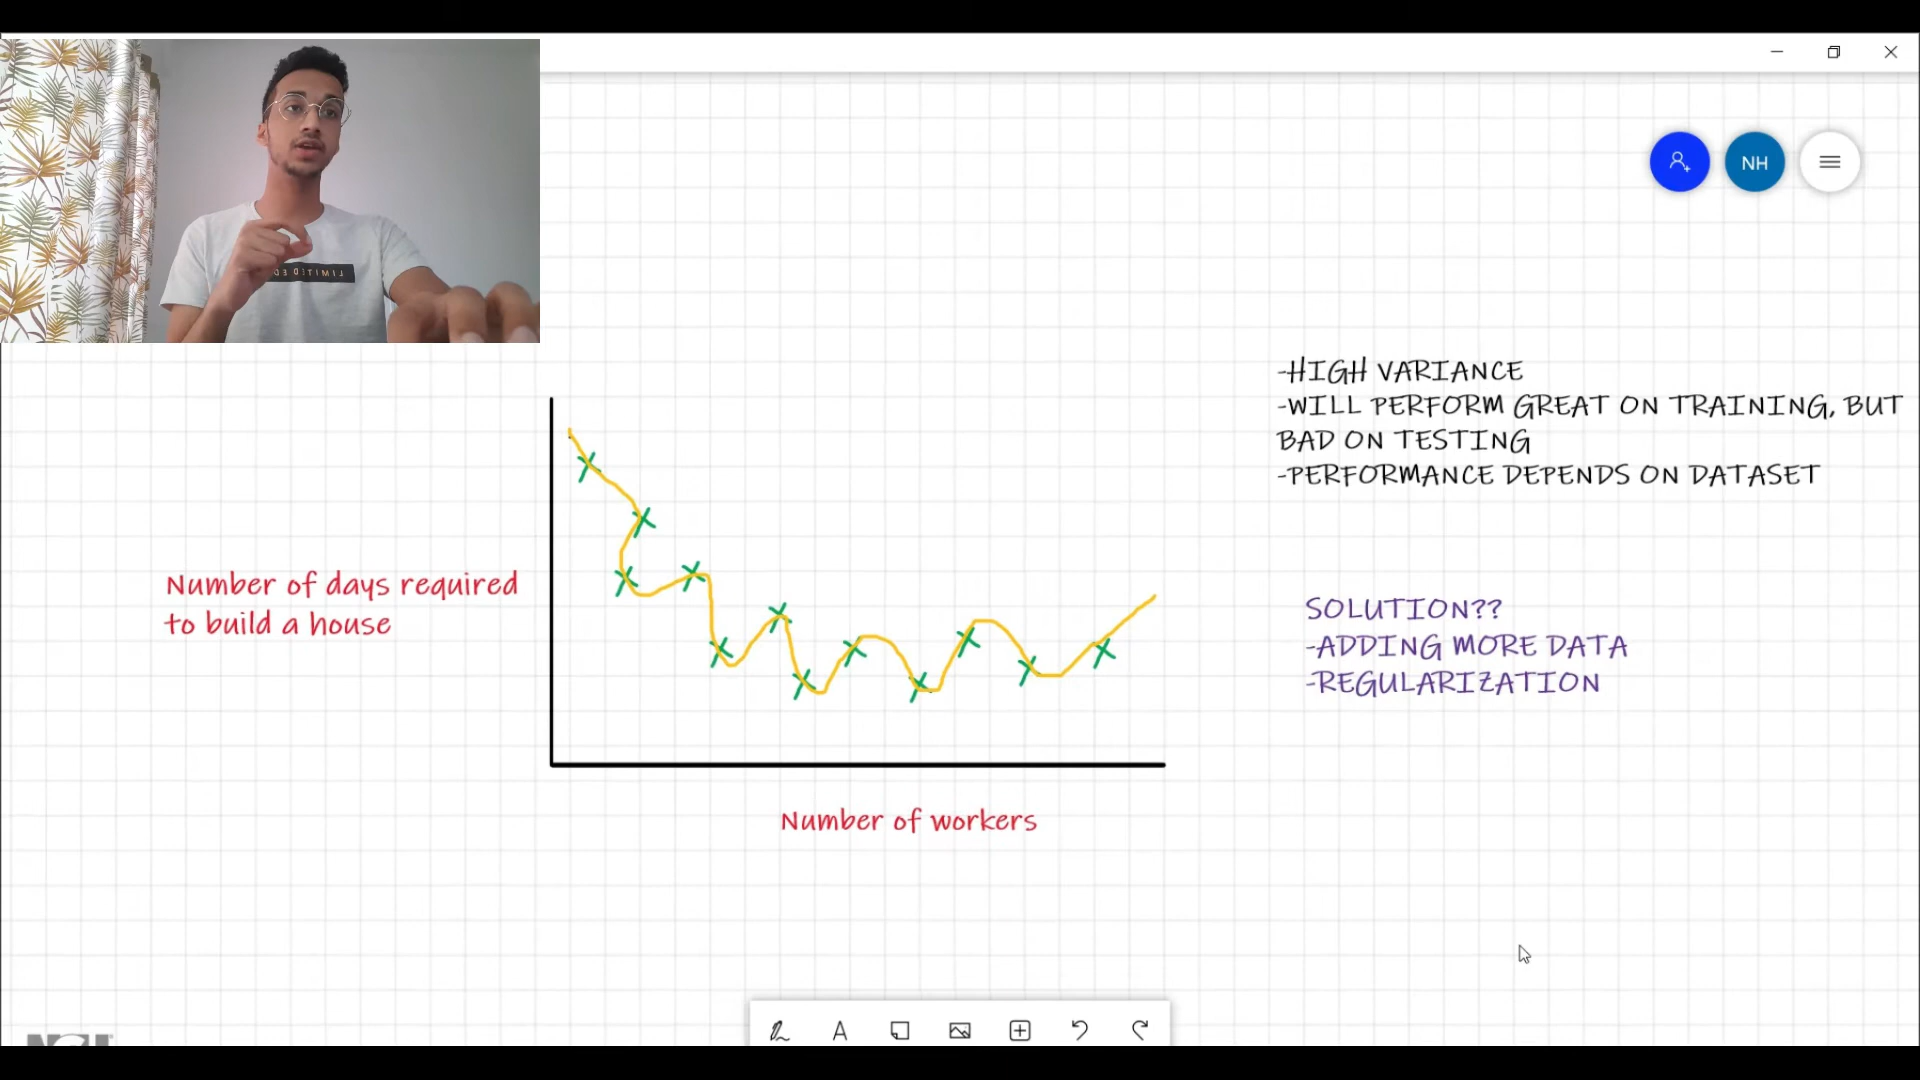 LIMITED
NH
-HIGH VARIANCE
-WILL PERFORM GREAT ON TRAINING, BUT
BAD ON TESTING
-PERFORMANCE DEPENDS ON DATASET
Number of days required
to build a house
SOLUTION??
-ADDING MORE DATA
-REGULARIZATION
Number of workers